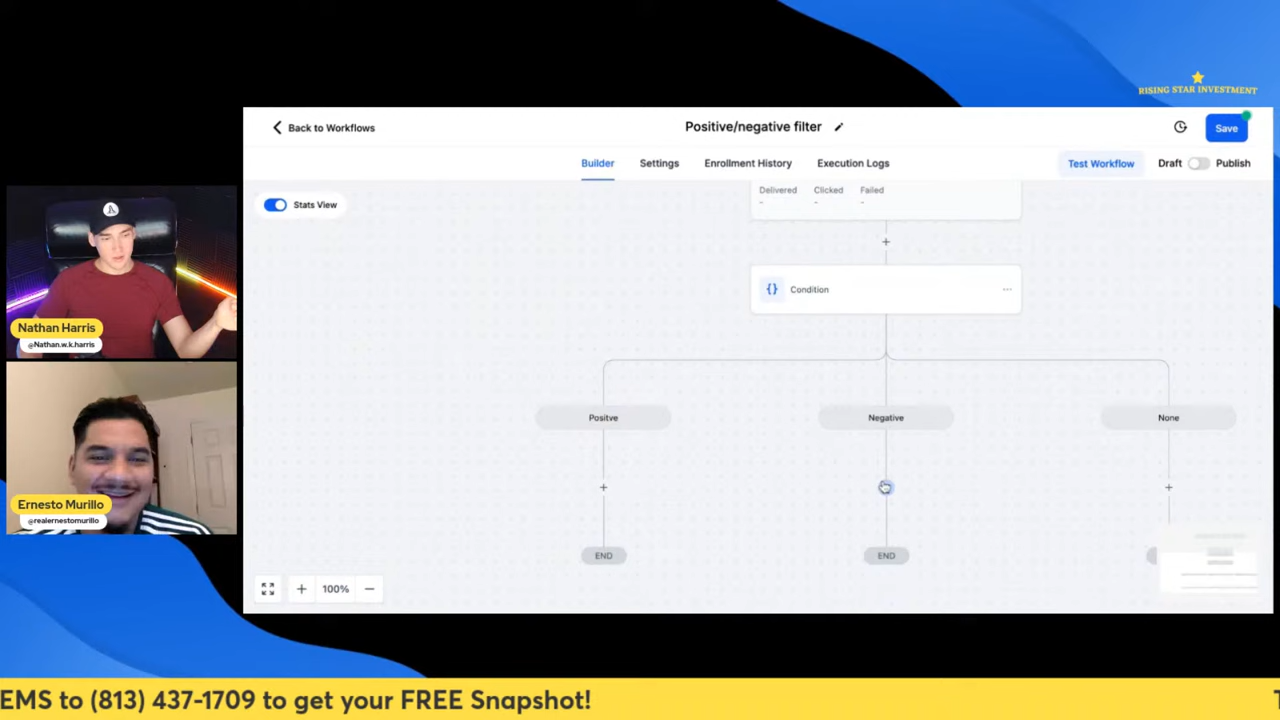 RISING STAR INVESTMENT
Back to Workflows
Positive/negative filter
Save
Builder
Settings
Enrollment History
Execution Logs
Test Workflow
Draft
Publish
Stats View
Delivered
Clicked
Failed
-
-
-
+
{} Condition
...
Positve
Negative
None
+
+
END
END
+
100%
−
Nathan Harris
@Nathan.w.k.harris
Ernesto Murillo
@realernestomurillo
EMS to (813) 437-1709 to get your FREE Snapshot!